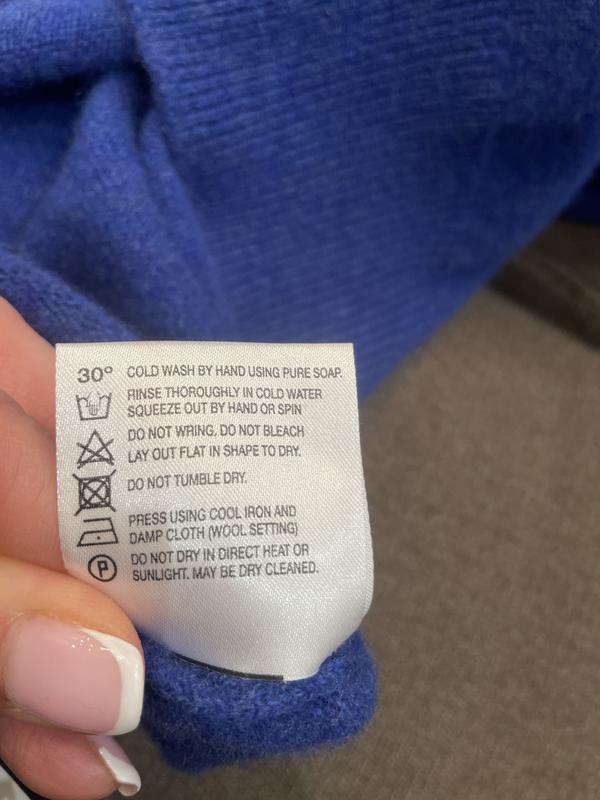 30° COLD WASH BY HAND USING PURE SOAP.
RINSE THOROUGHLY IN COLD WATER
SQUEEZE OUT BY HAND OR SPIN
DO NOT WRING, DO NOT BLEACH
LAY OUT FLAT IN SHAPE TO DRY.
DO NOT TUMBLE DRY.
PRESS USING COOL IRON AND
DAMP CLOTH (WOOL SETTING)
P DO NOT DRY IN DIRECT HEAT OR
SUNLIGHT. MAY BE DRY CLEANED.